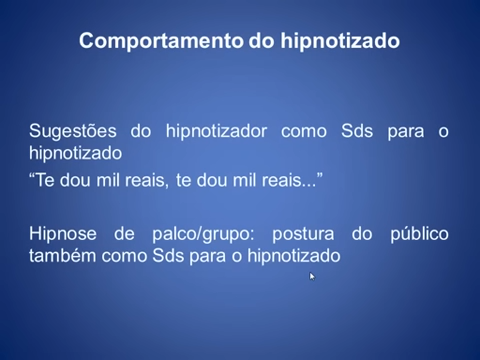 Comportamento do hipnotizado
Sugestões do hipnotizador como Sds para o
hipnotizado
“Te dou mil reais, te dou mil reais...”
Hipnose de palco/grupo: postura do público
também como Sds para o hipnotizado